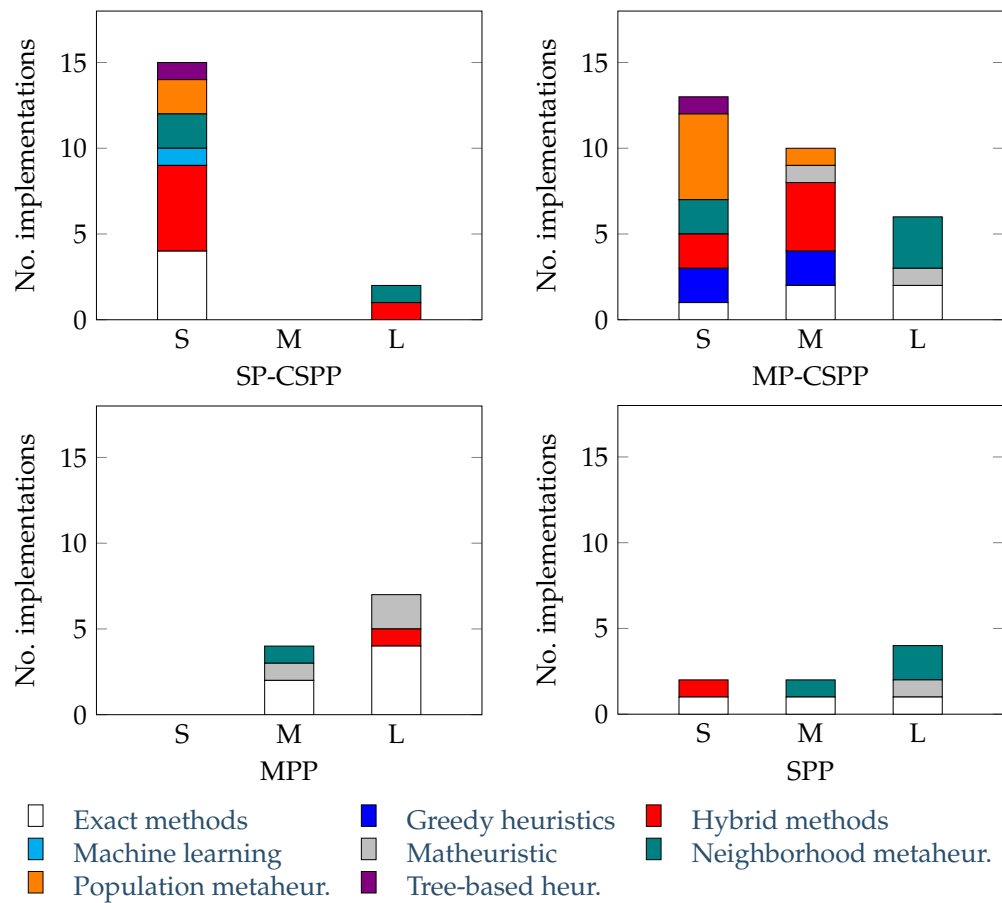 No. implementations
15
10
5
0
S M L
SP-CSPP
No. implementations
15
10
5
0
S M L
MP-CSPP
No. implementations
15
10
5
0
S M L
MPP
No. implementations
15
10
5
0
S M L
SPP
Exact methods Greedy heuristics Hybrid methods
Machine learning Matheuristic Neighborhood metaheur.
Population metaheur. Tree-based heur.